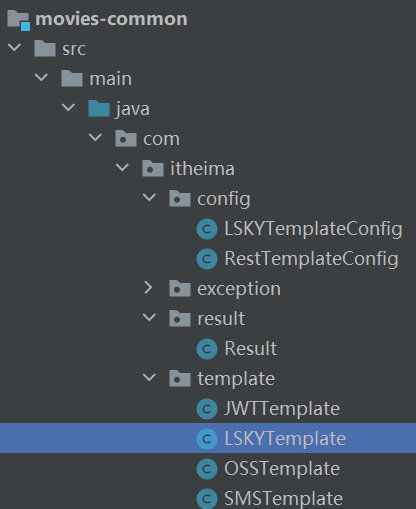 movies-common
src
main
java
com
itheima
config
LSKYTemplateConfig
RestTemplateConfig
exception
result
Result
template
JWTTemplate
LSKYTemplate
OSSTemplate
SMSTemplate